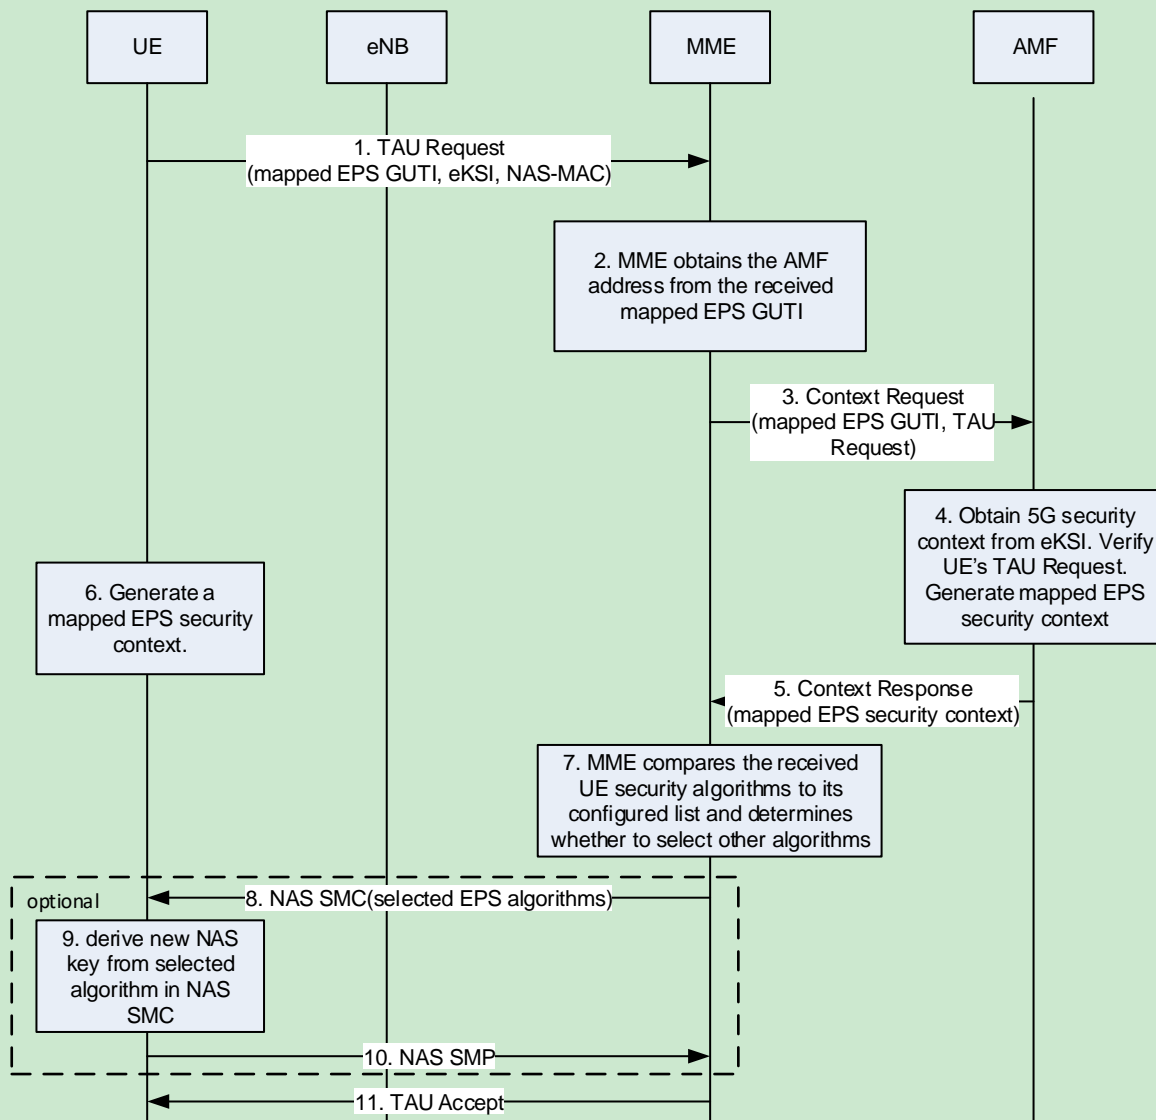 UE
eNB
MME
AMF
1. TAU Request
(mapped EPS GUTI, eKSI, NAS-MAC)
2. MME obtains the AMF
address from the received
mapped EPS GUTI
3. Context Request
(mapped EPS GUTI, TAU
Request)
4. Obtain 5G security
context from eKSI. Verify
UE's TAU Request.
Generate mapped EPS
security context
6. Generate a
mapped EPS security
context.
5. Context Response
(mapped EPS security context)
7. MME compares the received
UE security algorithms to its
configured list and determines
whether to select other algorithms
optional
8. NAS SMC(selected EPS algorithms)
9. derive new NAS
key from selected
algorithm in NAS
SMC
10. NAS SMP
11. TAU Accept